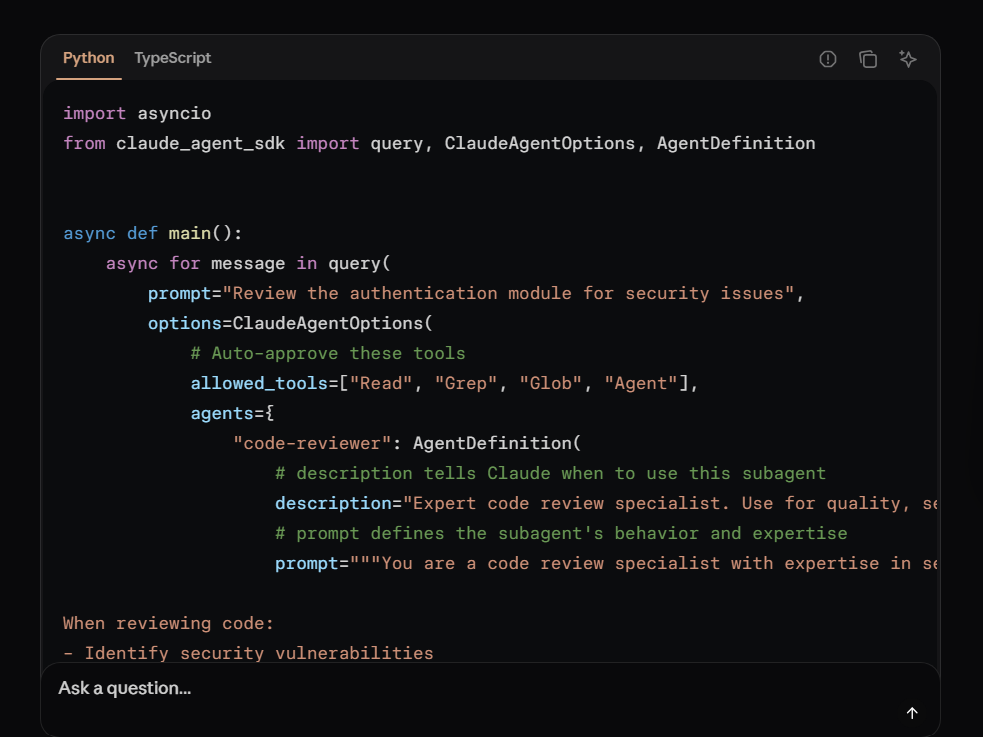 Python TypeScript
import asyncio
from claude_agent_sdk import query, ClaudeAgentOptions, AgentDefinition
async def main():
    async for message in query(
        prompt="Review the authentication module for security issues",
        options=ClaudeAgentOptions(
            # Auto-approve these tools
            allowed_tools=["Read", "Grep", "Glob", "Agent"],
            agents={
                "code-reviewer": AgentDefinition(
                    # description tells Claude when to use this subagent
                    description="Expert code review specialist. Use for quality,
                    # prompt defines the subagent's behavior and expertise
                    prompt="""You are a code review specialist with expertise in
When reviewing code:
- Identify security vulnerabilities
Ask a question...